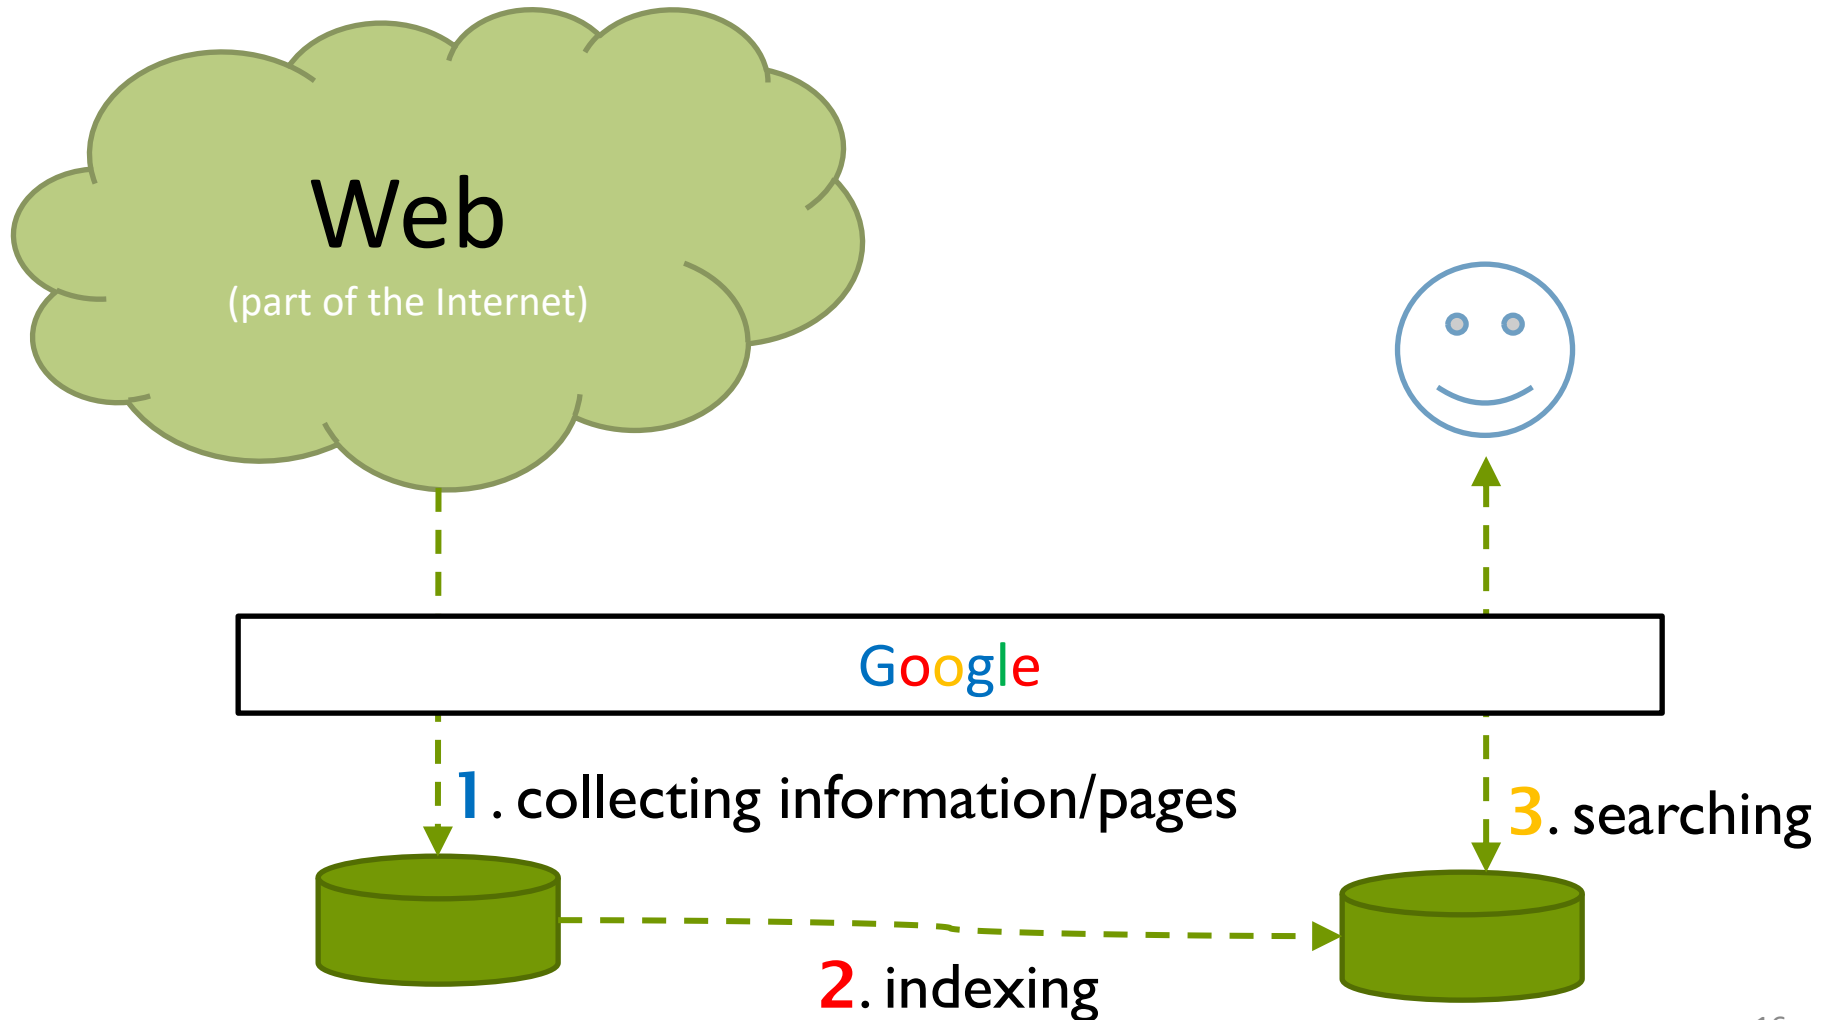 Web
(part of the Internet)
Google
1. collecting information/pages
3. searching
2. indexing